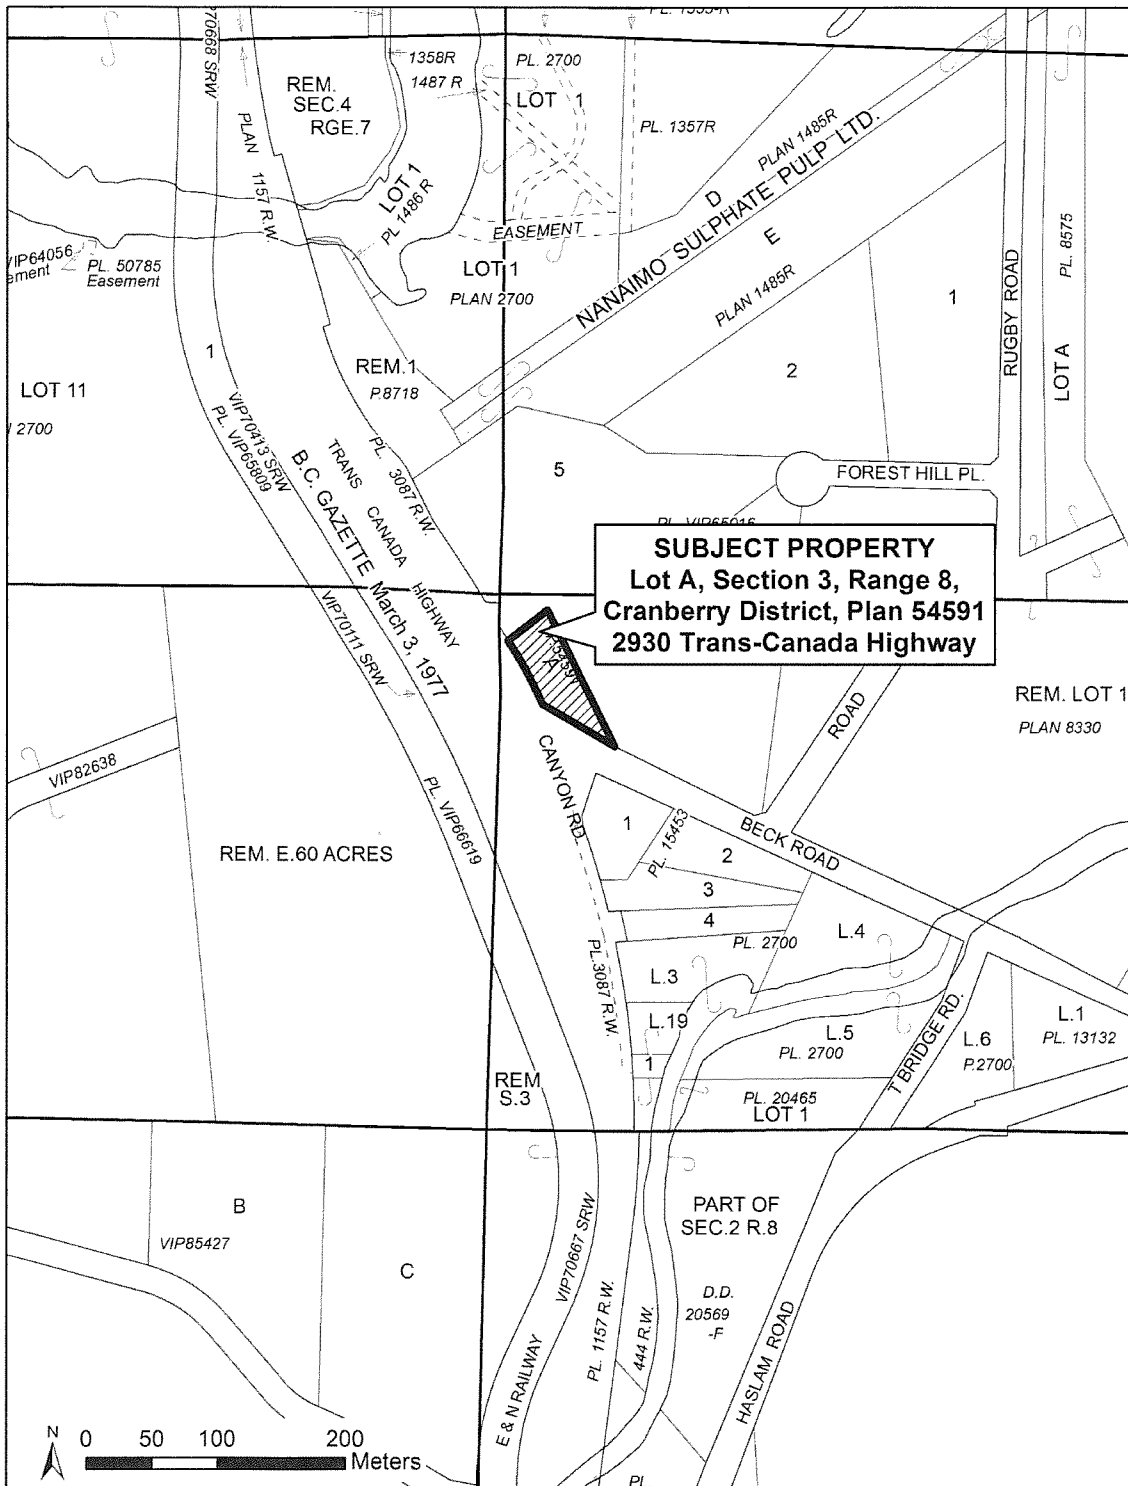 P70668 SRW
PL. 1355-R
1358R
1487 R
PL. 2700
LOT 1
REM.
SEC.4
RGE.7
PL. 1357R
PLAN 1485R
PLAN 1157 R.W.
LOT 1
PL 1486 R
NANAIMO SULPHATE PULP LTD.
D
E
EASEMENT
VIP64056
ement
PL. 50785
Easement
LOT 1
PLAN 2700
PLAN 1485R
1
RUGBY ROAD
PL. 8575
LOT A
1
REM.1
P.8718
2
LOT 11
2700
VIP70413 SRW
PL. VIP65809
B.C. GAZETTE March 3, 1977
TRANS CANADA HIGHWAY
PL. 3087 R.W.
5
FOREST HILL PL.
PL. VIP65016
SUBJECT PROPERTY
Lot A, Section 3, Range 8,
Cranberry District, Plan 54591
2930 Trans-Canada Highway
VIP70111 SRW
54591
A
REM. LOT 1
PLAN 8330
ROAD
VIP82638
PL. VIP66619
CANYON RD.
1
PL. 15453
2
BECK ROAD
REM. E.60 ACRES
3
4
PL. 2700
L.4
PL.3087 R.W.
L.3
L.19
1
L.5
PL. 2700
T BRIDGE RD.
L.6
P.2700
L.1
PL. 13132
REM
S.3
PL. 20465
LOT 1
B
VIP85427
C
PART OF
SEC.2 R.8
VIP70667 SRW
D.D.
20569
-F
PL. 1157 R.W.
444 R.W.
E & N RAILWAY
HASLAM ROAD
N
0 50 100 200
Meters
PL